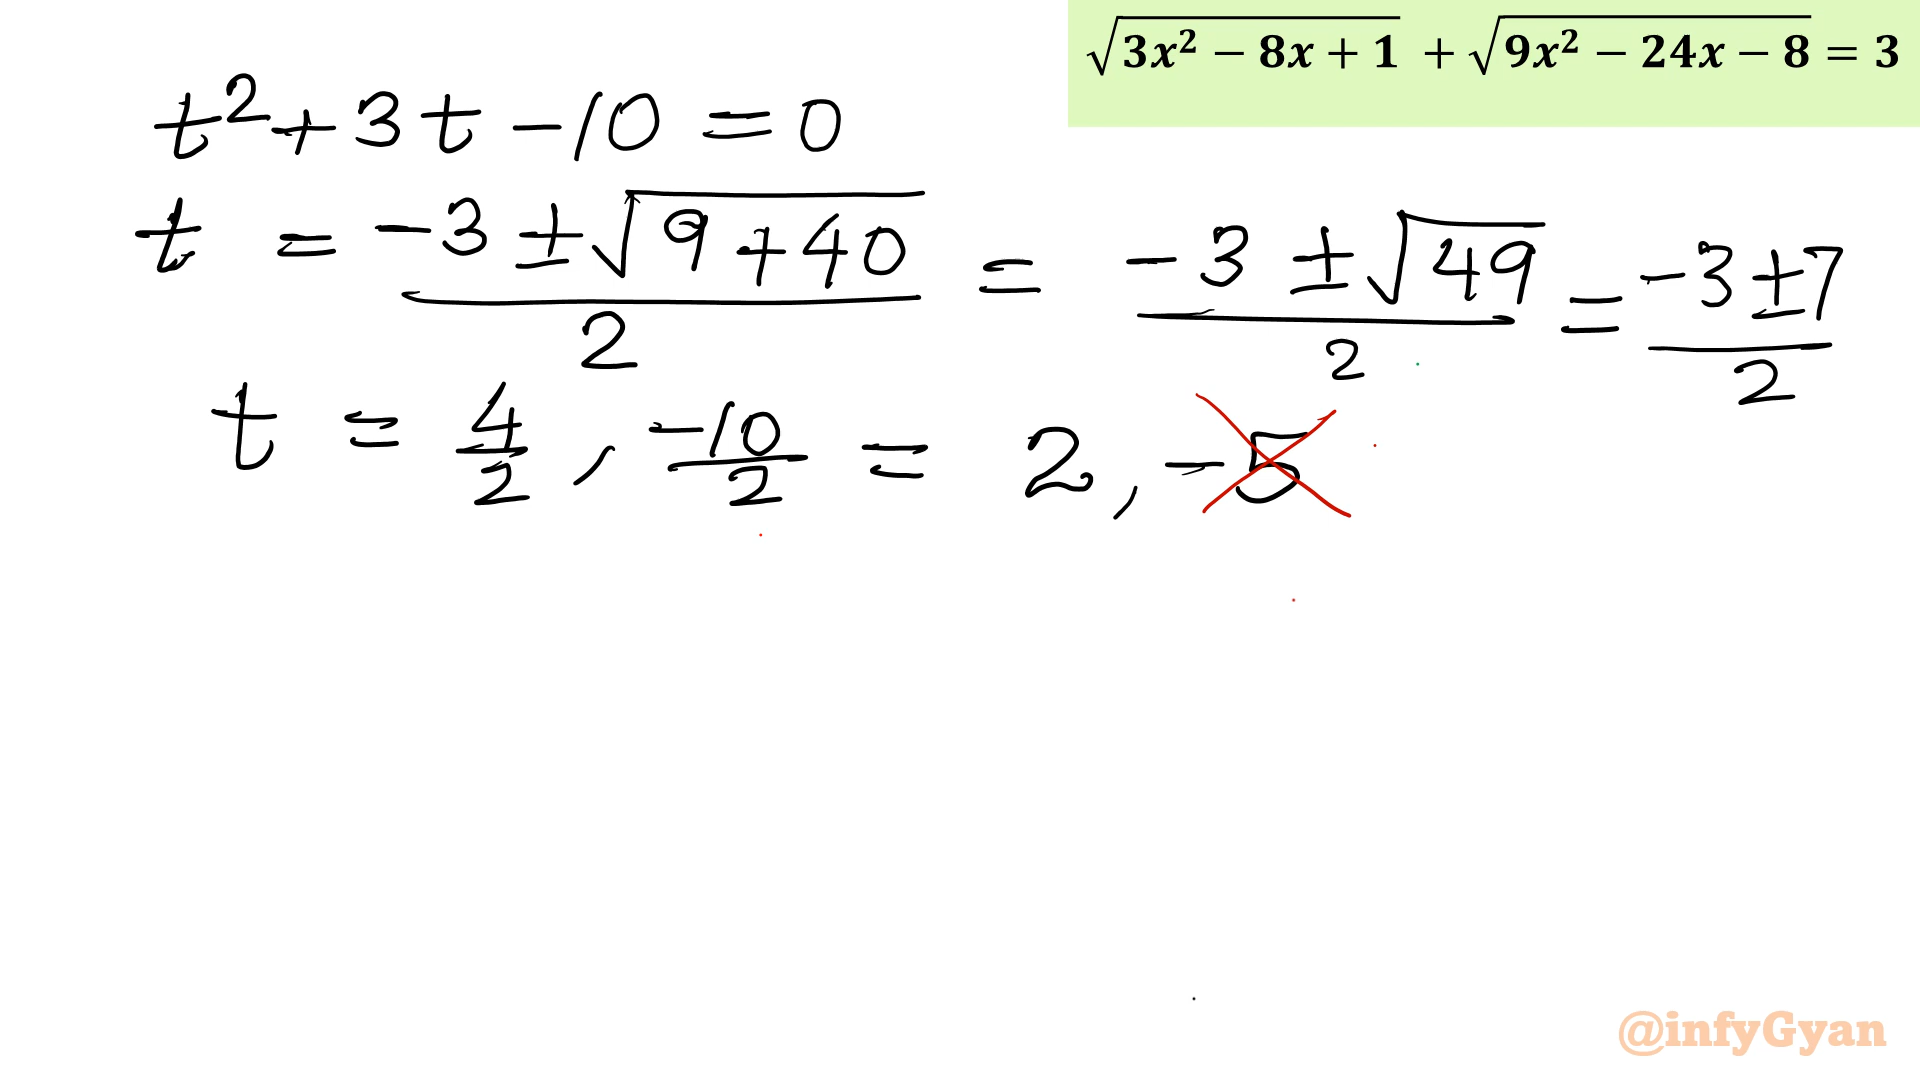 √(3x² − 8x + 1) + √(9x² − 24x − 8) = 3
t² + 3t − 10 = 0
t = (−3 ± √(9 + 40))/2 = (−3 ± √49)/2 = (−3 ± 7)/2
t = 4/2 , −10/2 = 2 , −5
@infyGyan